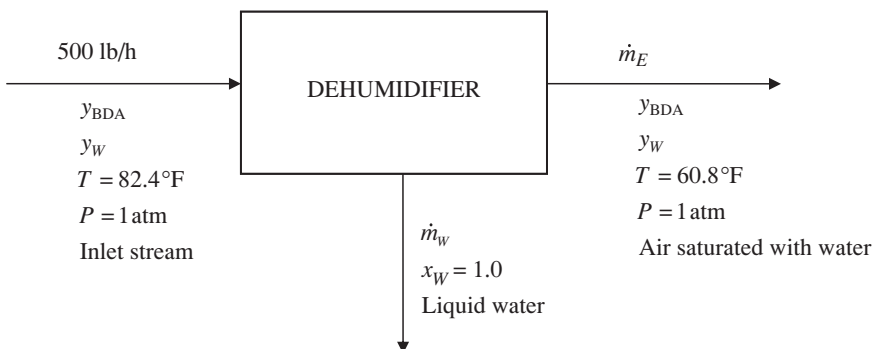 500 lb/h
y_BDA
y_W
T = 82.4°F
P = 1 atm
Inlet stream
DEHUMIDIFIER
ṁ_W
x_W = 1.0
Liquid water
ṁ_E
y_BDA
y_W
T = 60.8°F
P = 1 atm
Air saturated with water